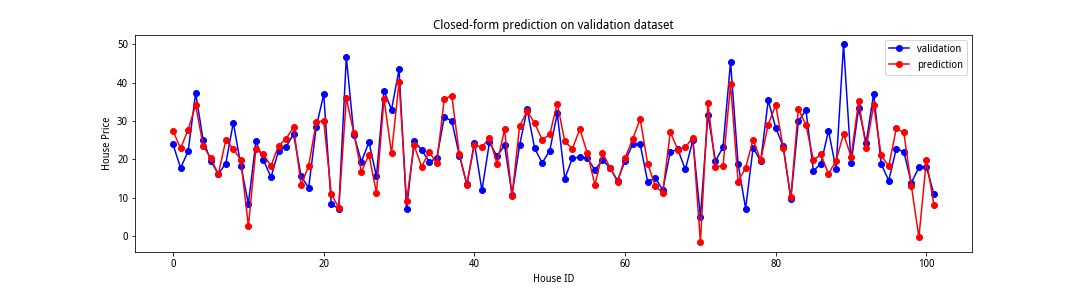 Closed-form prediction on validation dataset
validation
prediction
House Price
50
40
30
20
10
0
0
20
40
60
80
100
House ID